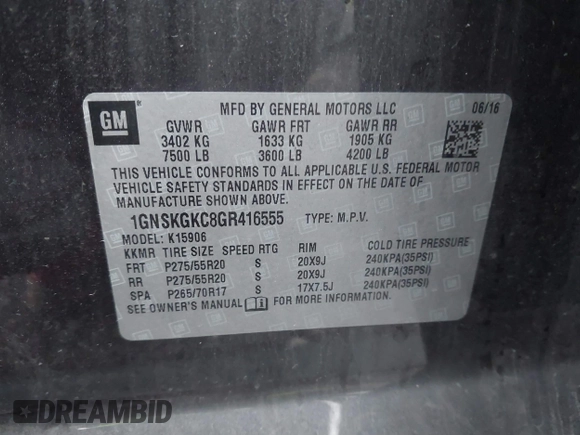 GM
MFD BY GENERAL MOTORS LLC 06/16
GVWR GAWR FRT GAWR RR
3402 KG 1633 KG 1905 KG
7500 LB 3600 LB 4200 LB
THIS VEHICLE CONFORMS TO ALL APPLICABLE U.S. FEDERAL MOTOR
VEHICLE SAFETY STANDARDS IN EFFECT ON THE DATE OF
MANUFACTURE SHOWN ABOVE.
1GNSKGKC8GR416555 TYPE: M.P.V.
MODEL: K15906
KKMR TIRE SIZE SPEED RTG RIM COLD TIRE PRESSURE
FRT P275/55R20 S 20X9J 240KPA(35PSI)
RR P275/55R20 S 20X9J 240KPA(35PSI)
SPA P265/70R17 S 17X7.5J 240KPA(35PSI)
SEE OWNER'S MANUAL FOR MORE INFORMATION.
DREAMBID